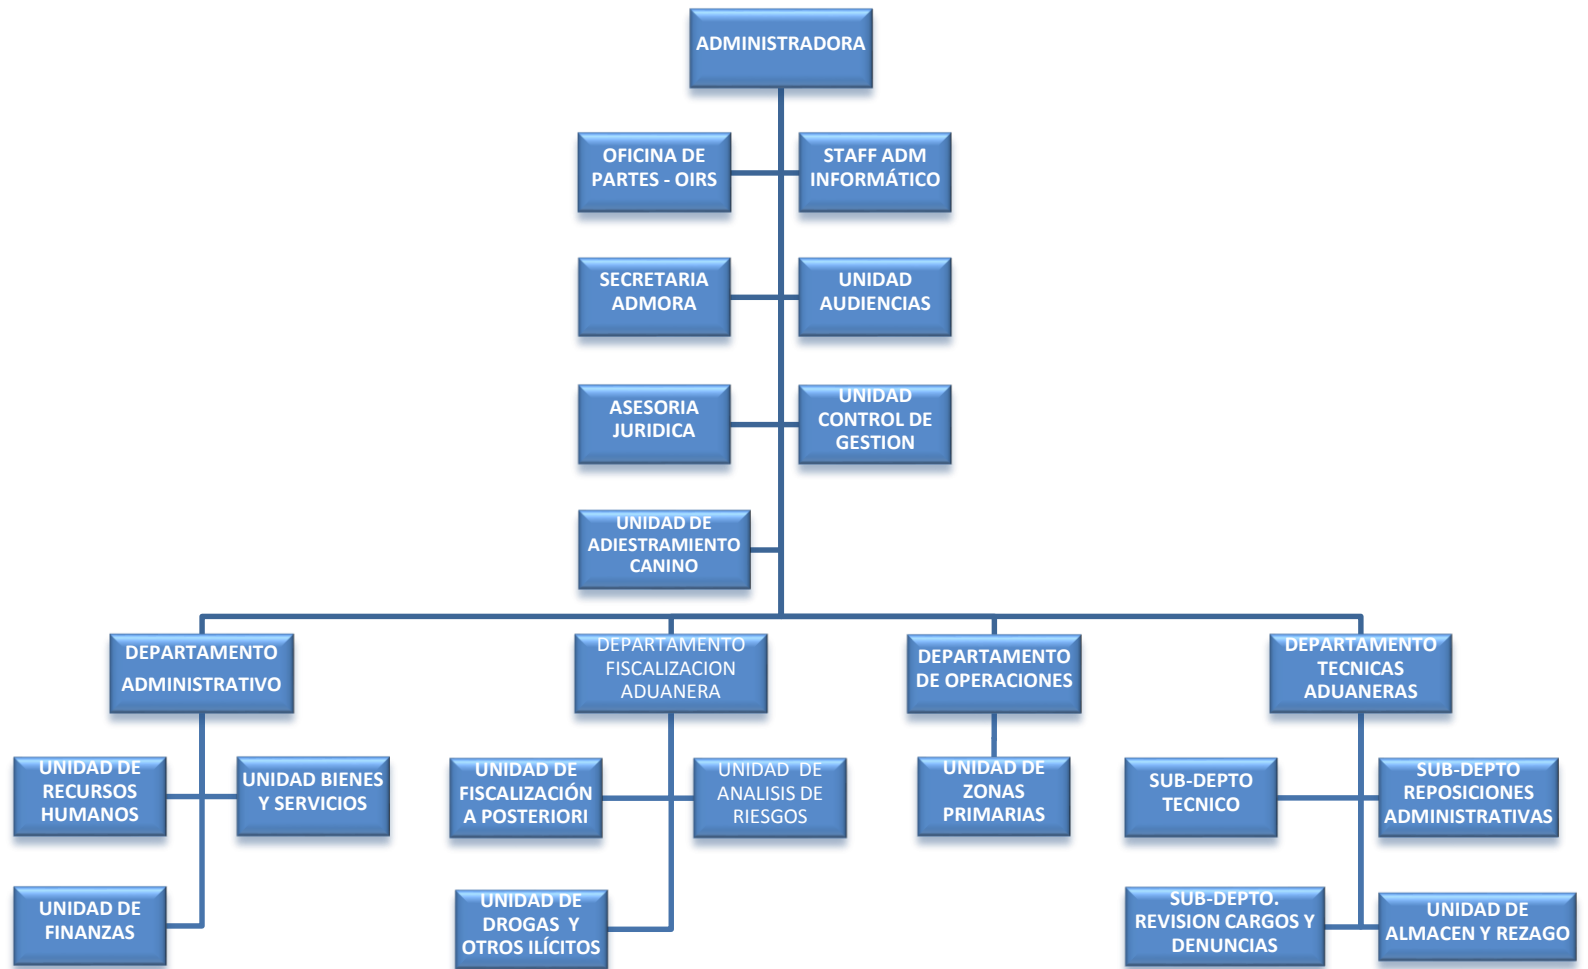 ADMINISTRADORA
OFICINA DE
PARTES - OIRS
STAFF ADM
INFORMÁTICO
SECRETARIA
ADMORA
UNIDAD
AUDIENCIAS
ASESORIA
JURIDICA
UNIDAD
CONTROL DE
GESTION
UNIDAD DE
ADIESTRAMIENTO
CANINO
DEPARTAMENTO
ADMINISTRATIVO
DEPARTAMENTO
FISCALIZACION
ADUANERA
DEPARTAMENTO
DE OPERACIONES
DEPARTAMENTO
TECNICAS
ADUANERAS
UNIDAD DE
RECURSOS
HUMANOS
UNIDAD BIENES
Y SERVICIOS
UNIDAD DE
FISCALIZACIÓN
A POSTERIORI
UNIDAD DE
ANALISIS DE
RIESGOS
UNIDAD DE
ZONAS
PRIMARIAS
SUB-DEPTO
TECNICO
SUB-DEPTO
REPOSICIONES
ADMINISTRATIVAS
UNIDAD DE
FINANZAS
UNIDAD DE
DROGAS Y
OTROS ILÍCITOS
SUB-DEPTO.
REVISION CARGOS Y
DENUNCIAS
UNIDAD DE
ALMACEN Y REZAGO